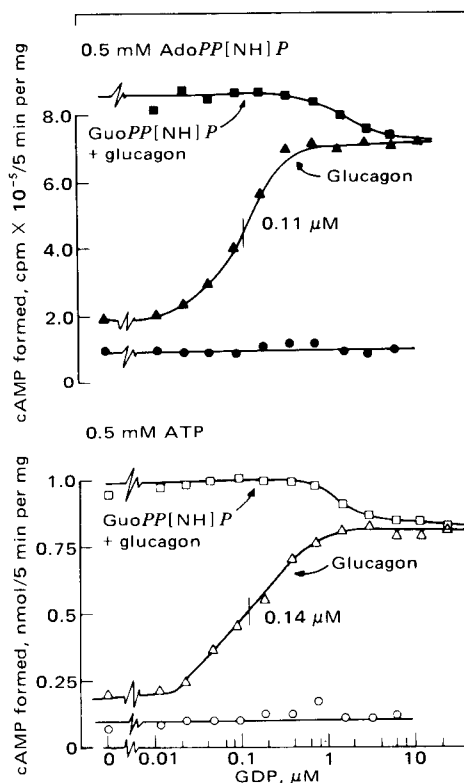 0.5 mM AdoPP[NH]P
GuoPP[NH]P
+ glucagon
Glucagon
0.11 μM
cAMP formed, cpm X 10⁻⁵/5 min per mg
8.0
6.0
4.0
2.0
0
0.5 mM ATP
GuoPP[NH]P
+ glucagon
Glucagon
0.14 μM
cAMP formed, nmol/5 min per mg
1.0
0.75
0.5
0.25
0
0 0.01 0.1 1 10
GDP, μM